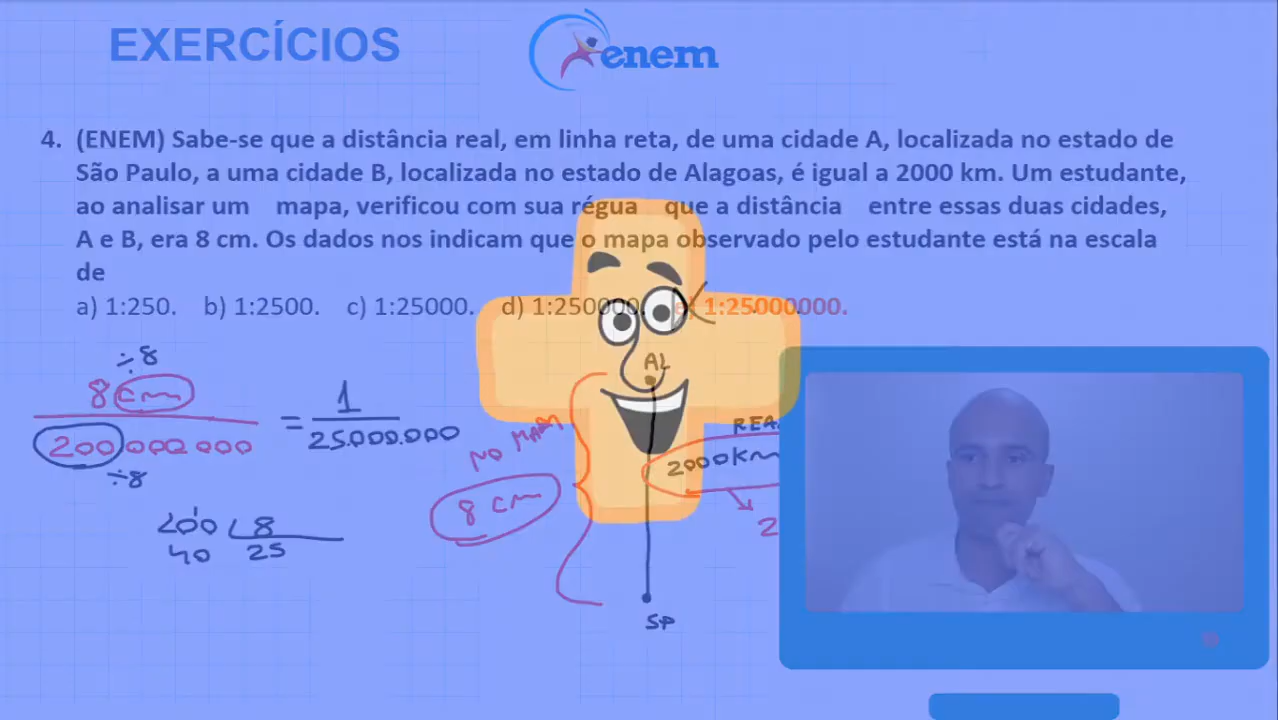 EXERCÍCIOS
enem
4. (ENEM) Sabe-se que a distância real, em linha reta, de uma cidade A, localizada no estado de
São Paulo, a uma cidade B, localizada no estado de Alagoas, é igual a 2000 km. Um estudante,
ao analisar um mapa, verificou com sua régua que a distância entre essas duas cidades,
A e B, era 8 cm. Os dados nos indicam que o mapa observado pelo estudante está na escala
de
a) 1:250. b) 1:2500. c) 1:25000. d) 1:250000. e) 1:25000000.
÷8
8 cm
200000000
÷8
= 1
25.000.000
200 8
40 25
AL
NO MAPA
8 cm
REA
2000km
2
SP